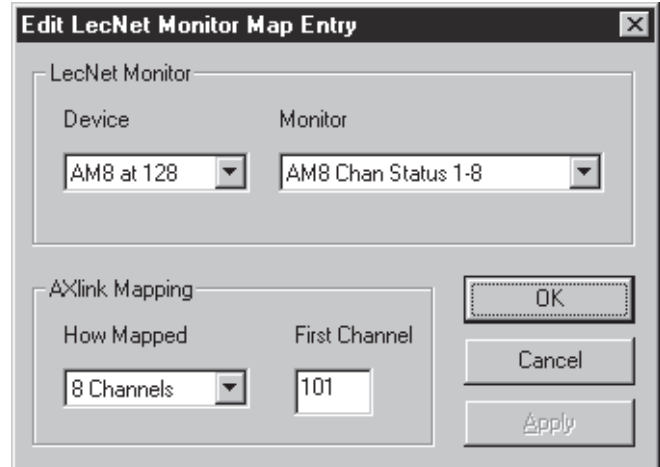 Edit LecNet Monitor Map Entry
LecNet Monitor
Device Monitor
AM8 at 128 AM8 Chan Status 1-8
AXlink Mapping
How Mapped First Channel
8 Channels 101
OK
Cancel
Apply